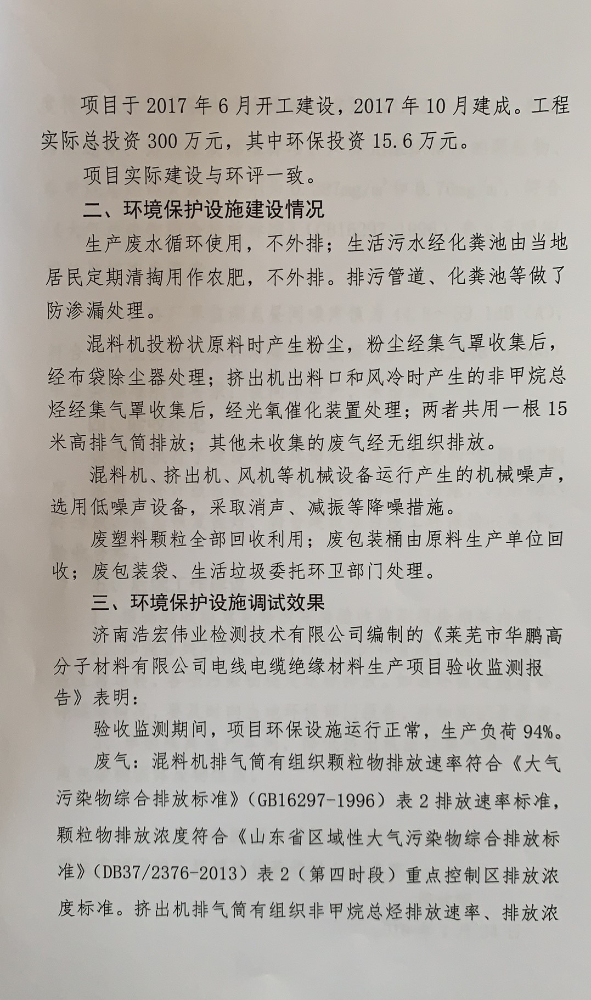 项目于 2017 年 6 月开工建设，2017 年 10 月建成。工程
实际总投资 300 万元，其中环保投资 15.6 万元。
项目实际建设与环评一致。
二、环境保护设施建设情况
生产废水循环使用，不外排；生活污水经化粪池由当地
居民定期清掏用作农肥，不外排。排污管道、化粪池等做了
防渗漏处理。
混料机投粉状原料时产生粉尘，粉尘经集气罩收集后，
经布袋除尘器处理；挤出机出料口和风冷时产生的非甲烷总
烃经集气罩收集后，经光氧催化装置处理；两者共用一根 15
米高排气筒排放；其他未收集的废气经无组织排放。
混料机、挤出机、风机等机械设备运行产生的机械噪声，
选用低噪声设备，采取消声、减振等降噪措施。
废塑料颗粒全部回收利用；废包装桶由原料生产单位回
收；废包装袋、生活垃圾委托环卫部门处理。
三、环境保护设施调试效果
济南浩宏伟业检测技术有限公司编制的《莱芜市华鹏高
分子材料有限公司电线电缆绝缘材料生产项目验收监测报
告》表明：
验收监测期间，项目环保设施运行正常，生产负荷 94%。
废气：混料机排气筒有组织颗粒物排放速率符合《大气
污染物综合排放标准》（GB16297-1996）表 2 排放速率标准，
颗粒物排放浓度符合《山东省区域性大气污染物综合排放标
准》（DB37/2376-2013）表 2（第四时段）重点控制区排放浓
度标准。挤出机排气筒有组织非甲烷总烃排放速率、排放浓